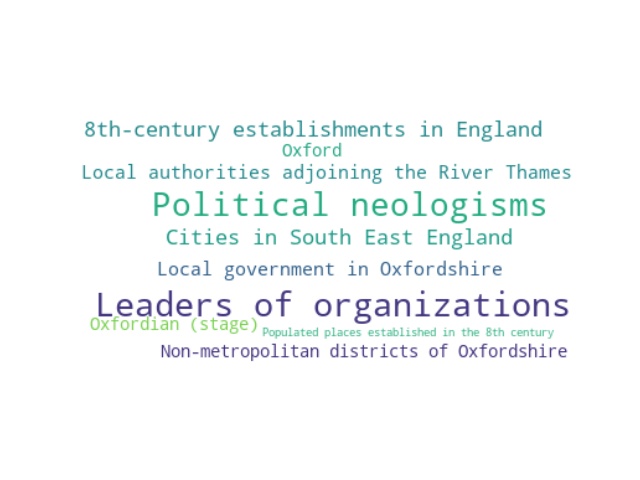 8th-century establishments in England
Oxford
Local authorities adjoining the River Thames
Political neologisms
Cities in South East England
Local government in Oxfordshire
Leaders of organizations
Oxfordian (stage)
Populated places established in the 8th century
Non-metropolitan districts of Oxfordshire